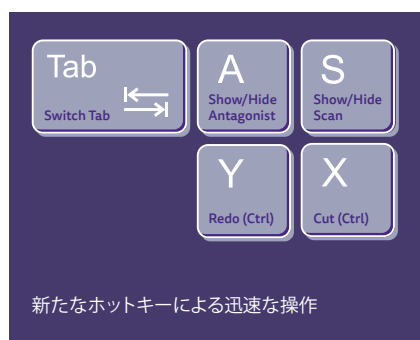 Tab
Switch Tab
A
Show/Hide
Antagonist
S
Show/Hide
Scan
Y
Redo (Ctrl)
X
Cut (Ctrl)
新たなホットキーによる迅速な操作